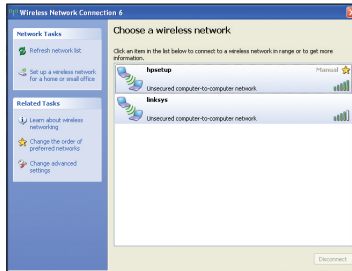 Wireless Network Connection 6
Network Tasks
Refresh network list
Set up a wireless network
for a home or small office
Related Tasks
Learn about wireless
networking
Change the order of
preferred networks
Change advanced
settings
Choose a wireless network
Click an item in the list below to connect to a wireless network in range or to get more
information.
hpsetup Manual
Unsecured computer-to-computer network
linksys
Unsecured computer-to-computer network
Disconnect